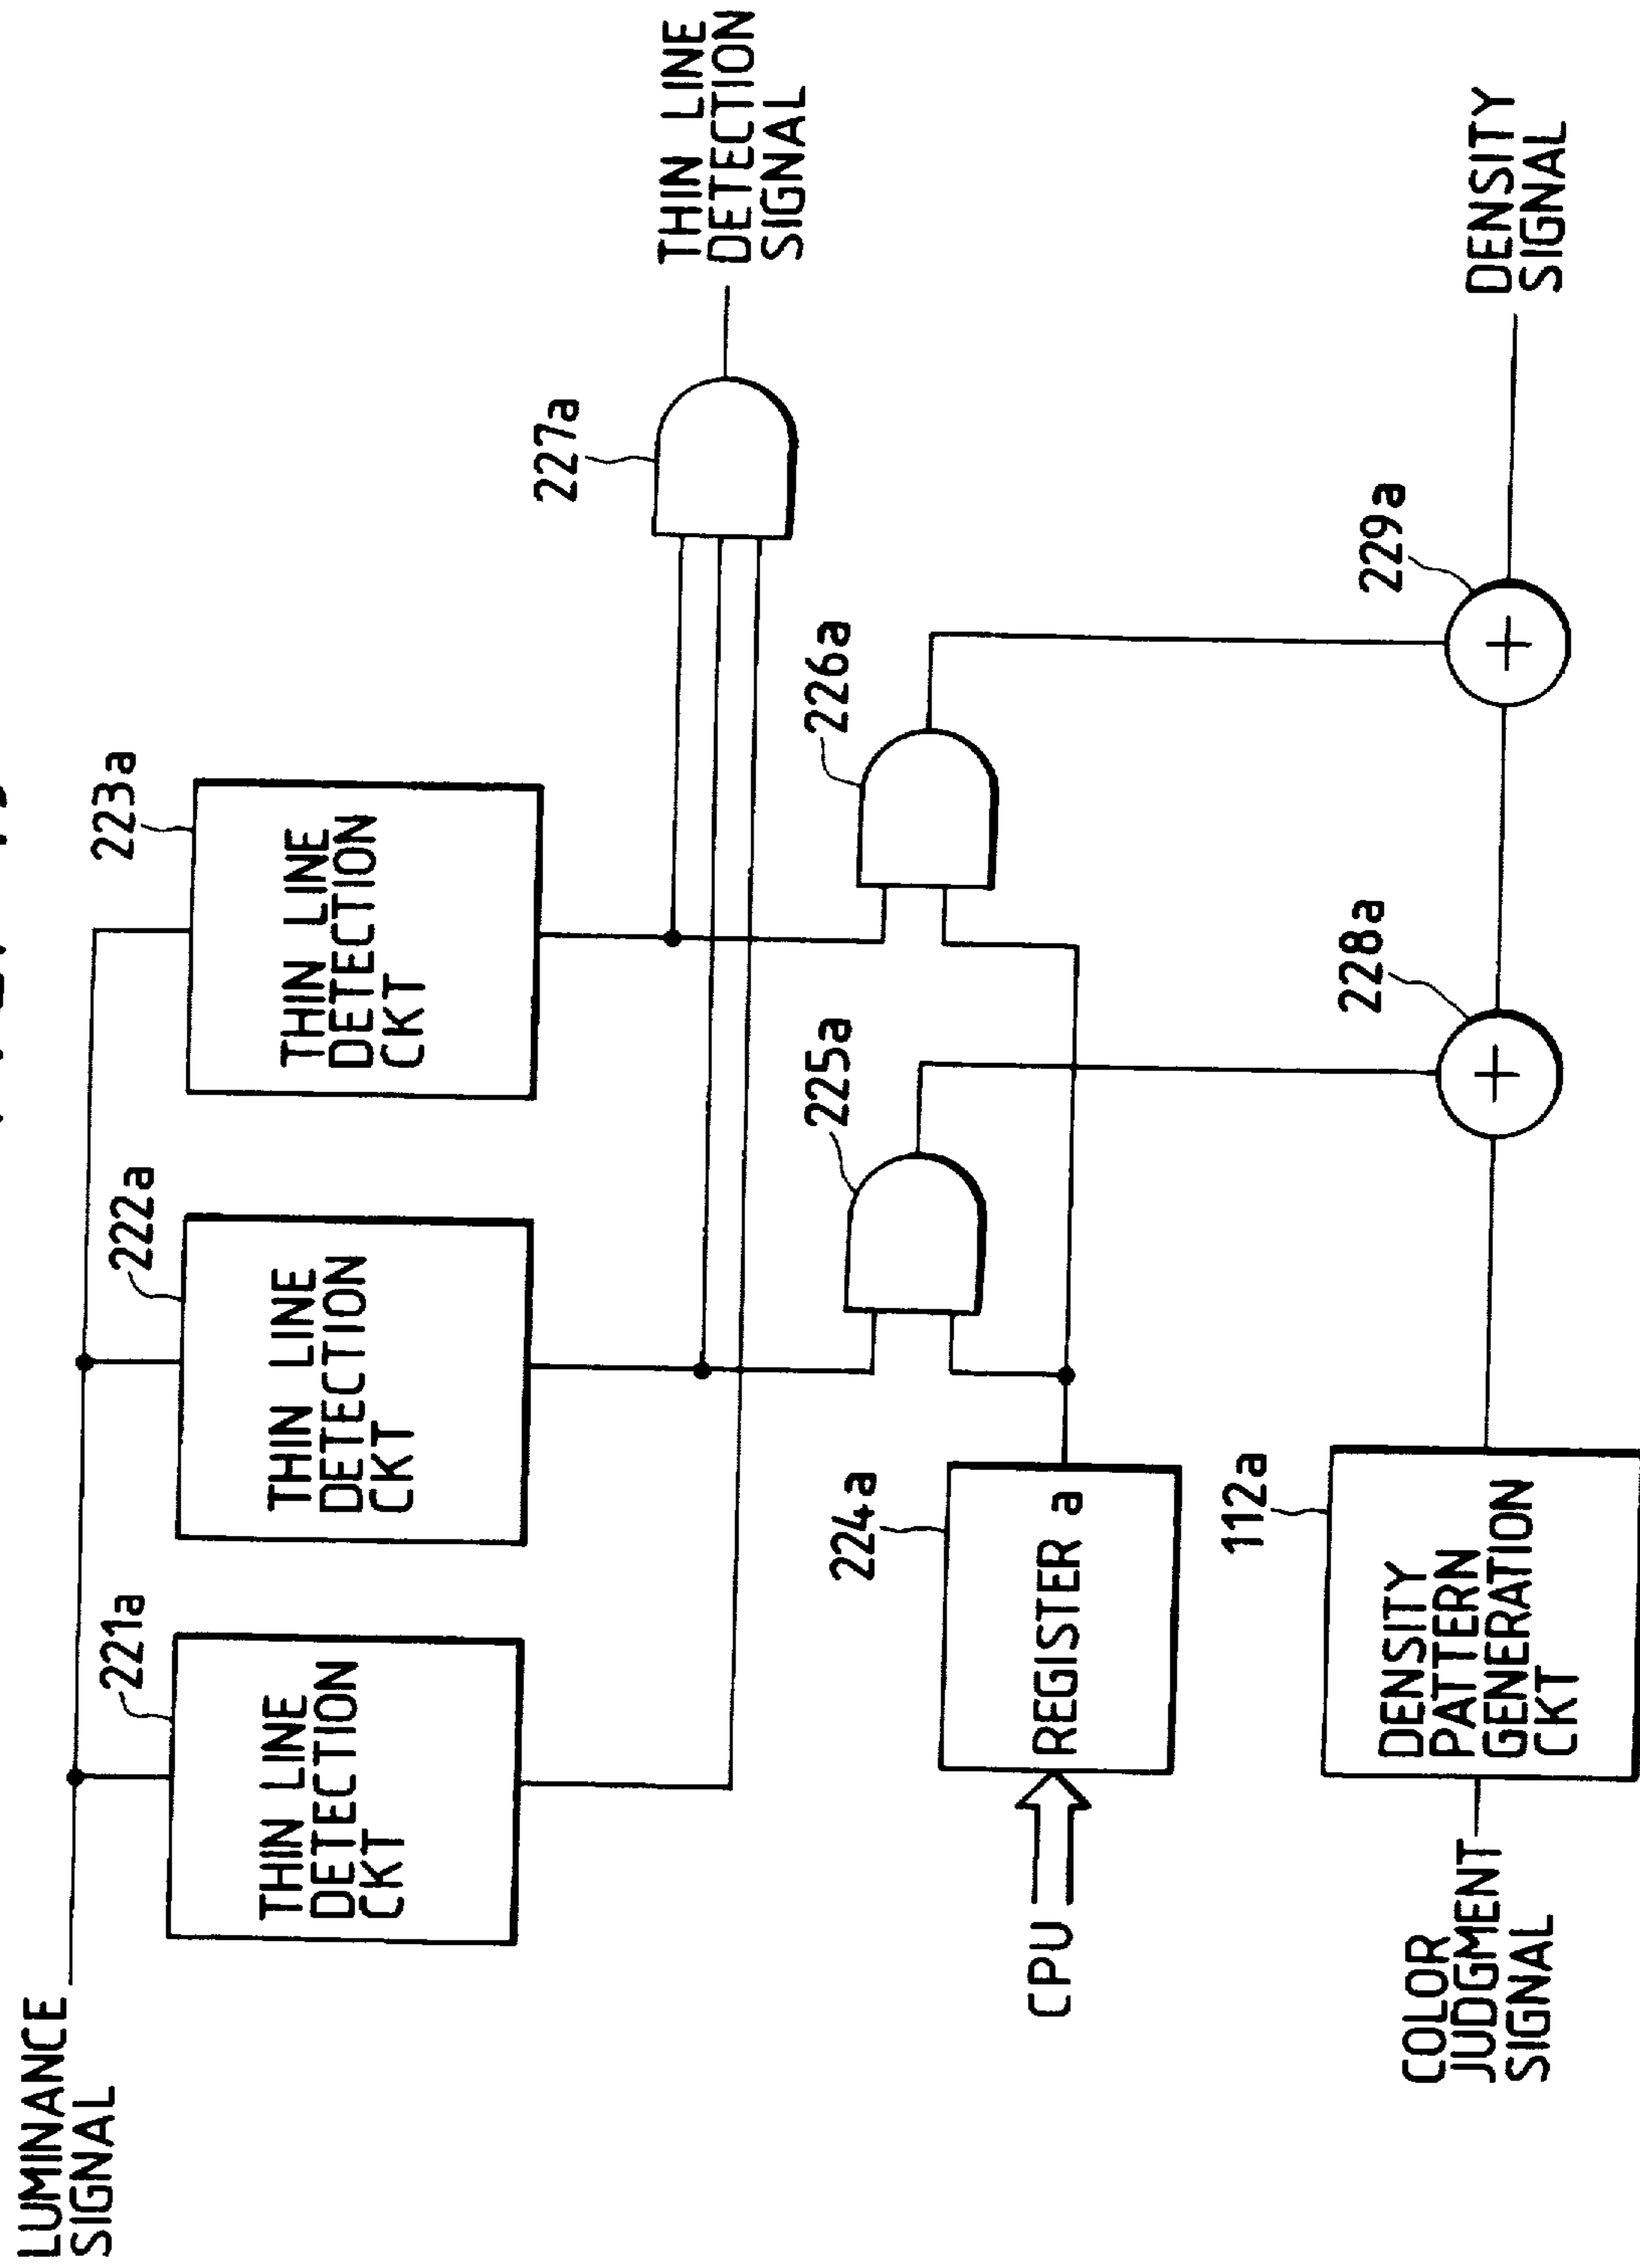 LUMINANCE
SIGNAL
221a
THIN LINE
DETECTION
CKT
222a
THIN LINE
DETECTION
CKT
223a
THIN LINE
DETECTION
CKT
227a
THIN LINE
DETECTION
SIGNAL
CPU
224a
REGISTER a
225a
226a
COLOR
JUDGMENT
SIGNAL
112a
DENSITY
PATTERN
GENERATION
CKT
228a
+
229a
+
DENSITY
SIGNAL